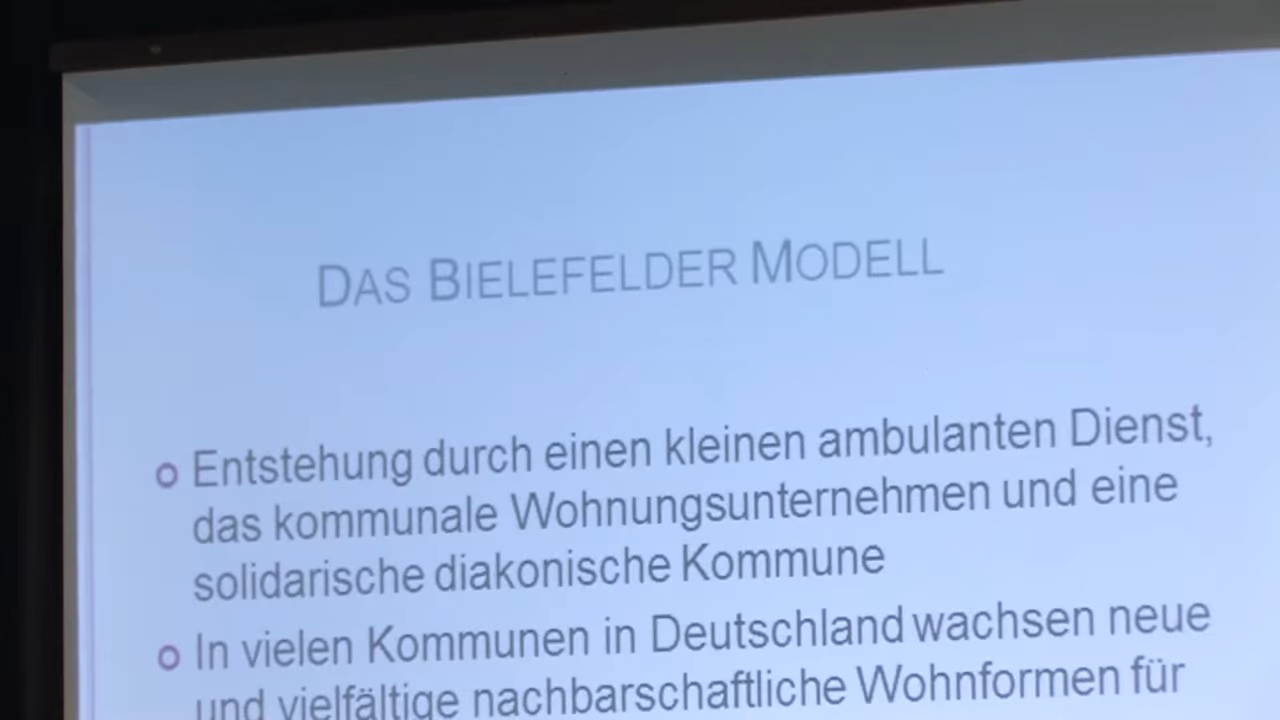 DAS BIELEFELDER MODELL
Entstehung durch einen kleinen ambulanten Dienst,
das kommunale Wohnungsunternehmen und eine
solidarische diakonische Kommune
In vielen Kommunen in Deutschland wachsen neue
und vielfältige nachbarschaftliche Wohnformen für